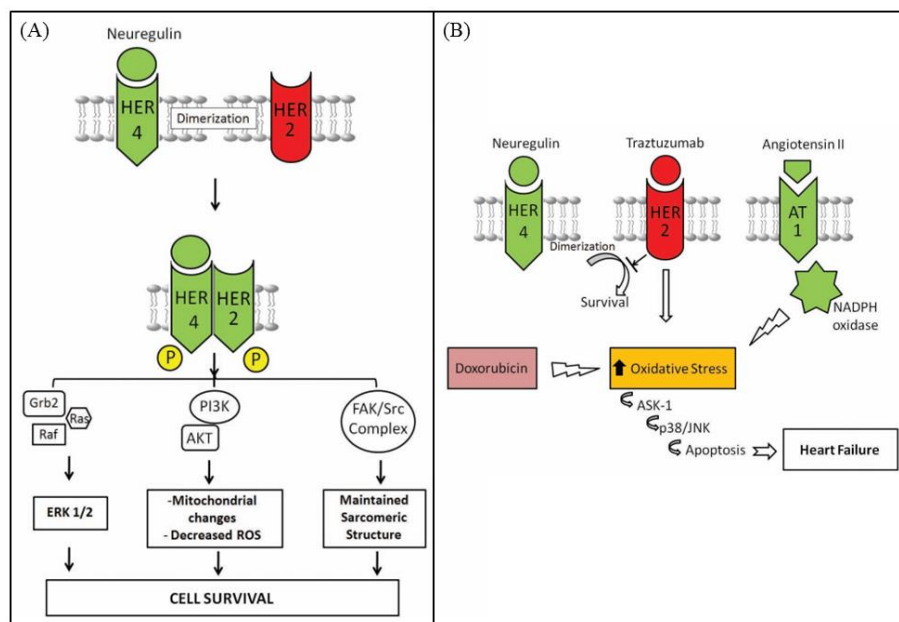 (A)
Neuregulin
HER
4
Dimerization
HER
2
HER
4
HER
2
P
P
Grb2
Ras
Raf
PI3K
AKT
FAK/Src
Complex
ERK 1/2
-Mitochondrial
changes
- Decreased ROS
Maintained
Sarcomeric
Structure
CELL SURVIVAL
(B)
Neuregulin
Traztuzumab
Angiotensin II
HER
4
HER
2
AT
1
Dimerization
Survival
NADPH
oxidase
Doxorubicin
Oxidative Stress
ASK-1
p38/JNK
Apoptosis
Heart Failure